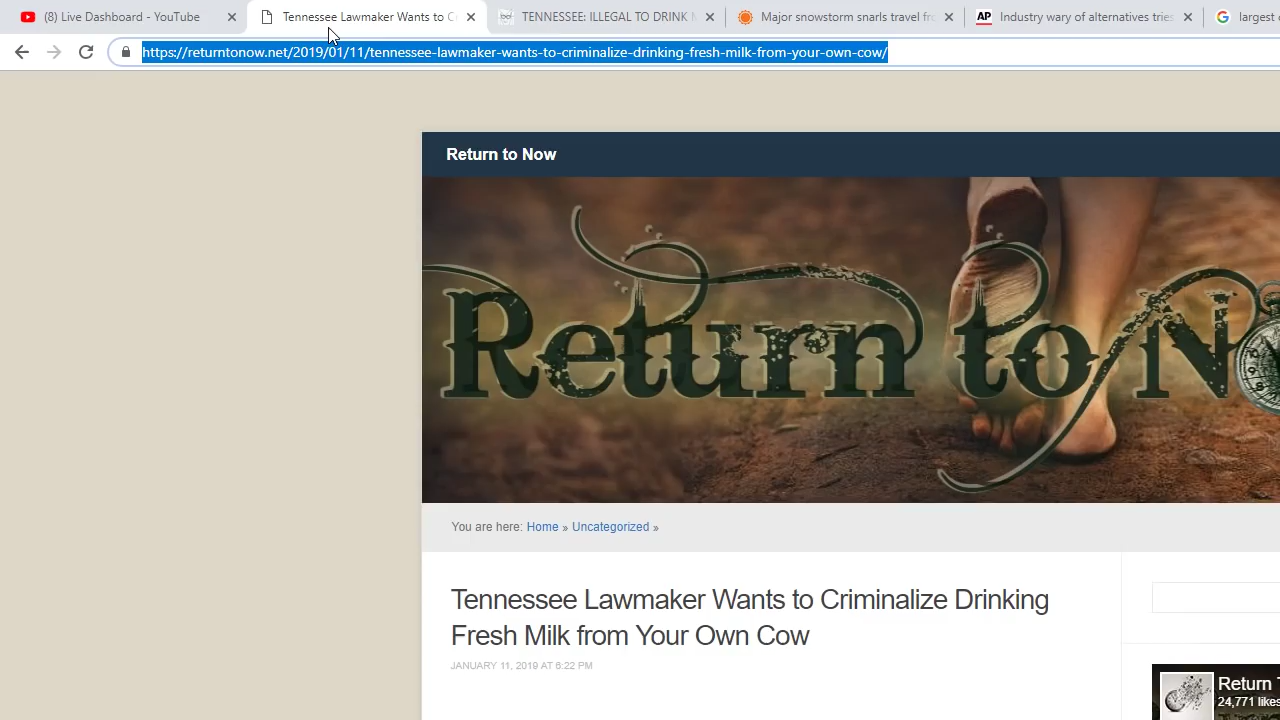 (8) Live Dashboard - YouTube
Tennessee Lawmaker Wants to C
TENNESSEE: ILLEGAL TO DRINK
Major snowstorm snarls travel fro
AP
Industry wary of alternatives tries
G
largest
https://returntonow.net/2019/01/11/tennessee-lawmaker-wants-to-criminalize-drinking-fresh-milk-from-your-own-cow/
Return to Now
Return to N
You are here: Home » Uncategorized »
Tennessee Lawmaker Wants to Criminalize Drinking
Fresh Milk from Your Own Cow
JANUARY 11, 2019 AT 6:22 PM
Return
24,771 likes